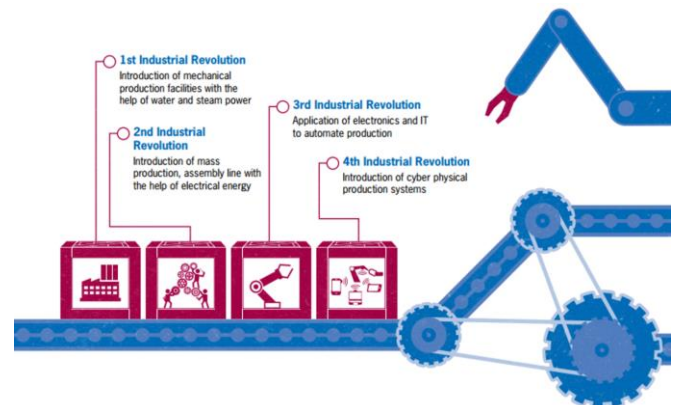 1st Industrial Revolution
Introduction of mechanical
production facilities with the
help of water and steam power
2nd Industrial
Revolution
Introduction of mass
production, assembly line with
the help of electrical energy
3rd Industrial Revolution
Application of electronics and IT
to automate production
4th Industrial Revolution
Introduction of cyber physical
production systems